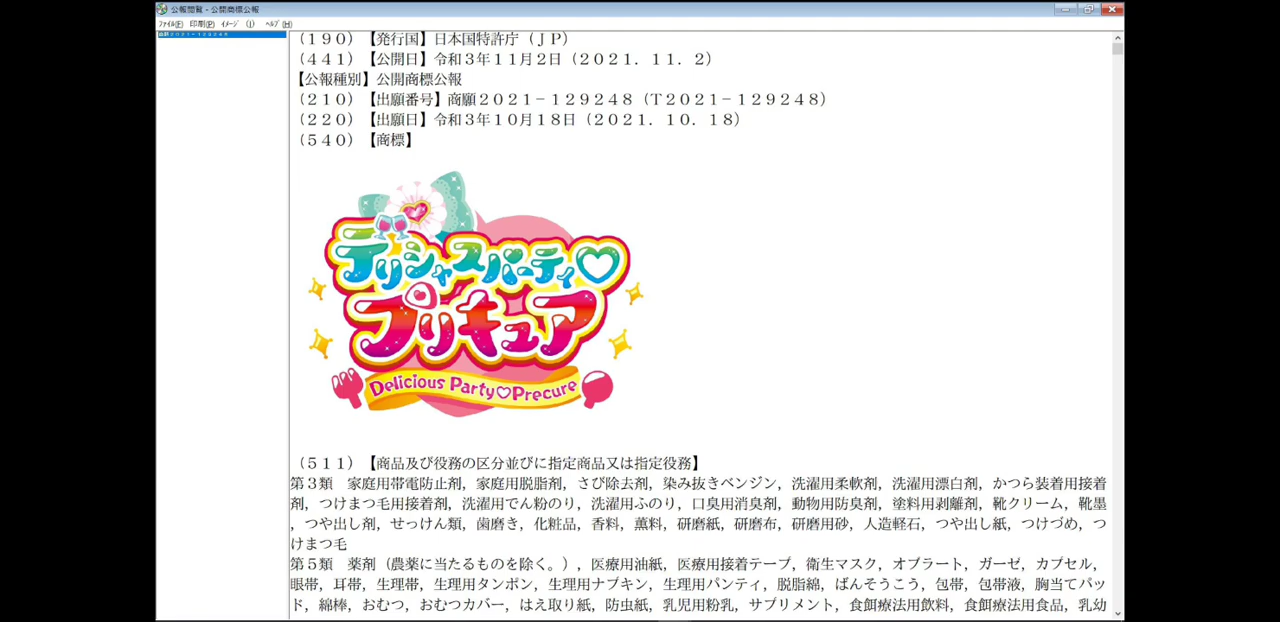 公報閲覧 - 公開商標公報
ファイル(F) 印刷(P) イメージ (I) ヘルプ(H)
商願２０２１－１２９２４８
（１９０）【発行国】日本国特許庁（ＪＰ）
（４４１）【公開日】令和３年１１月２日（２０２１．１１．２）
【公報種別】公開商標公報
（２１０）【出願番号】商願２０２１－１２９２４８（Ｔ２０２１－１２９２４８）
（２２０）【出願日】令和３年１０月１８日（２０２１．１０．１８）
（５４０）【商標】
デリシャスパーティ♡
プリキュア
Delicious Party♡Precure
（５１１）【商品及び役務の区分並びに指定商品又は指定役務】
第３類　家庭用帯電防止剤，家庭用脱脂剤，さび除去剤，染み抜きベンジン，洗濯用柔軟剤，洗濯用漂白剤，かつら装着用接着
剤，つけまつ毛用接着剤，洗濯用でん粉のり，洗濯用ふのり，口臭用消臭剤，動物用防臭剤，塗料用剥離剤，靴クリーム，靴墨
，つや出し剤，せっけん類，歯磨き，化粧品，香料，薫料，研磨紙，研磨布，研磨用砂，人造軽石，つや出し紙，つけづめ，つ
けまつ毛
第５類　薬剤（農薬に当たるものを除く。），医療用油紙，医療用接着テープ，衛生マスク，オブラート，ガーゼ，カプセル，
眼帯，耳帯，生理帯，生理用タンポン，生理用ナプキン，生理用パンティ，脱脂綿，ばんそうこう，包帯，包帯液，胸当てパッ
ド，綿棒，おむつ，おむつカバー，はえ取り紙，防虫紙，乳児用粉乳，サプリメント，食餌療法用飲料，食餌療法用食品，乳幼